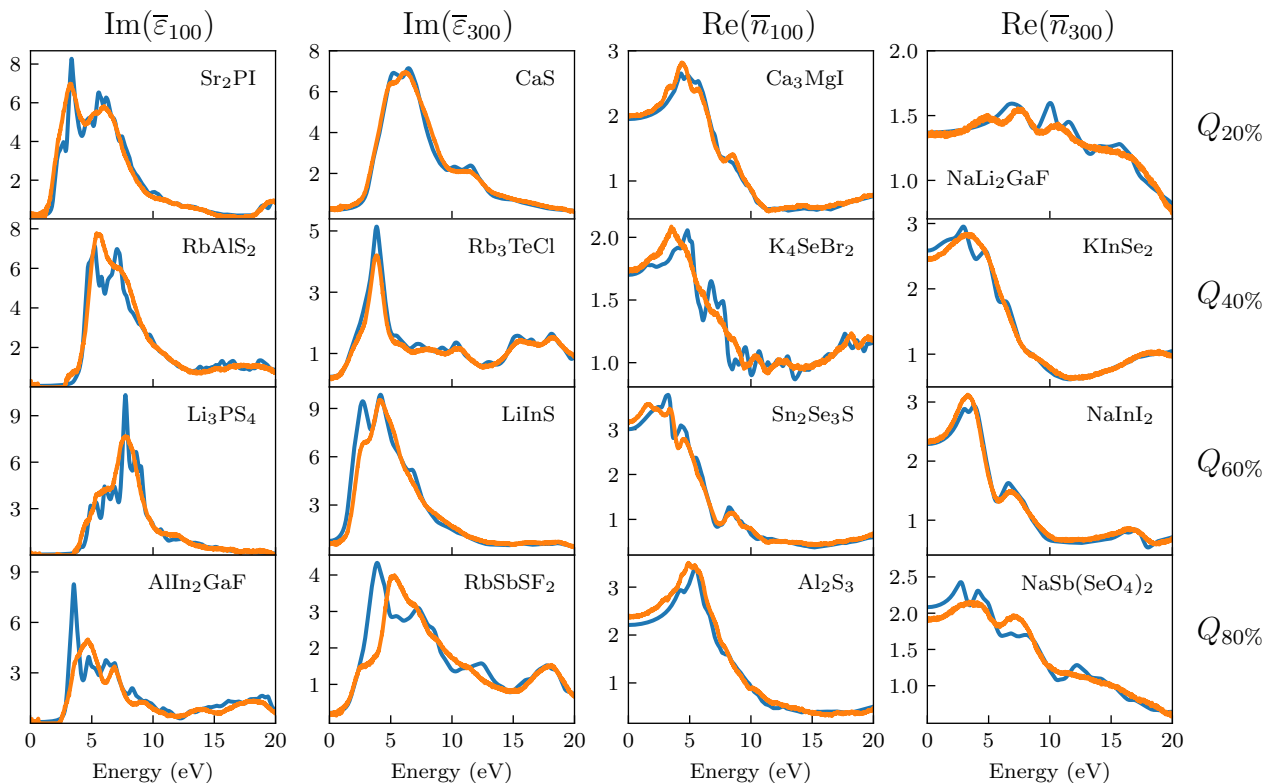 Im(ε̅₁₀₀) Im(ε̅₃₀₀) Re(n̅₁₀₀) Re(n̅₃₀₀)
8 6 4 2 Sr₂PI
8 6 4 2 0 CaS
3 2 1 Ca₃MgI
2.0 1.5 1.0 NaLi₂GaF
Q₂₀%
8 6 4 2 RbAlS₂
5 3 1 Rb₃TeCl
2.0 1.5 1.0 K₄SeBr₂
3 2 1 KInSe₂
Q₄₀%
9 6 3 Li₃PS₄
9 6 3 LiInS
3 2 1 Sn₂Se₃S
3 2 1 NaInI₂
Q₆₀%
9 6 3 AlIn₂GaF
4 3 2 1 RbSbSF₂
3 2 1 Al₂S₃
2.5 2.0 1.5 1.0 NaSb(SeO₄)₂
Q₈₀%
0 5 10 15 20 0 5 10 15 20 0 5 10 15 20 0 5 10 15 20
Energy (eV) Energy (eV) Energy (eV) Energy (eV)